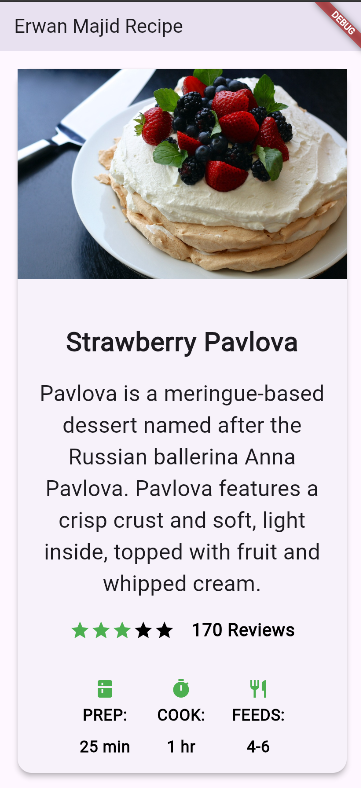 Erwan Majid Recipe
DEBUG
Strawberry Pavlova
Pavlova is a meringue-based
dessert named after the
Russian ballerina Anna
Pavlova. Pavlova features a
crisp crust and soft, light
inside, topped with fruit and
whipped cream.
170 Reviews
PREP: COOK: FEEDS:
25 min 1 hr 4-6